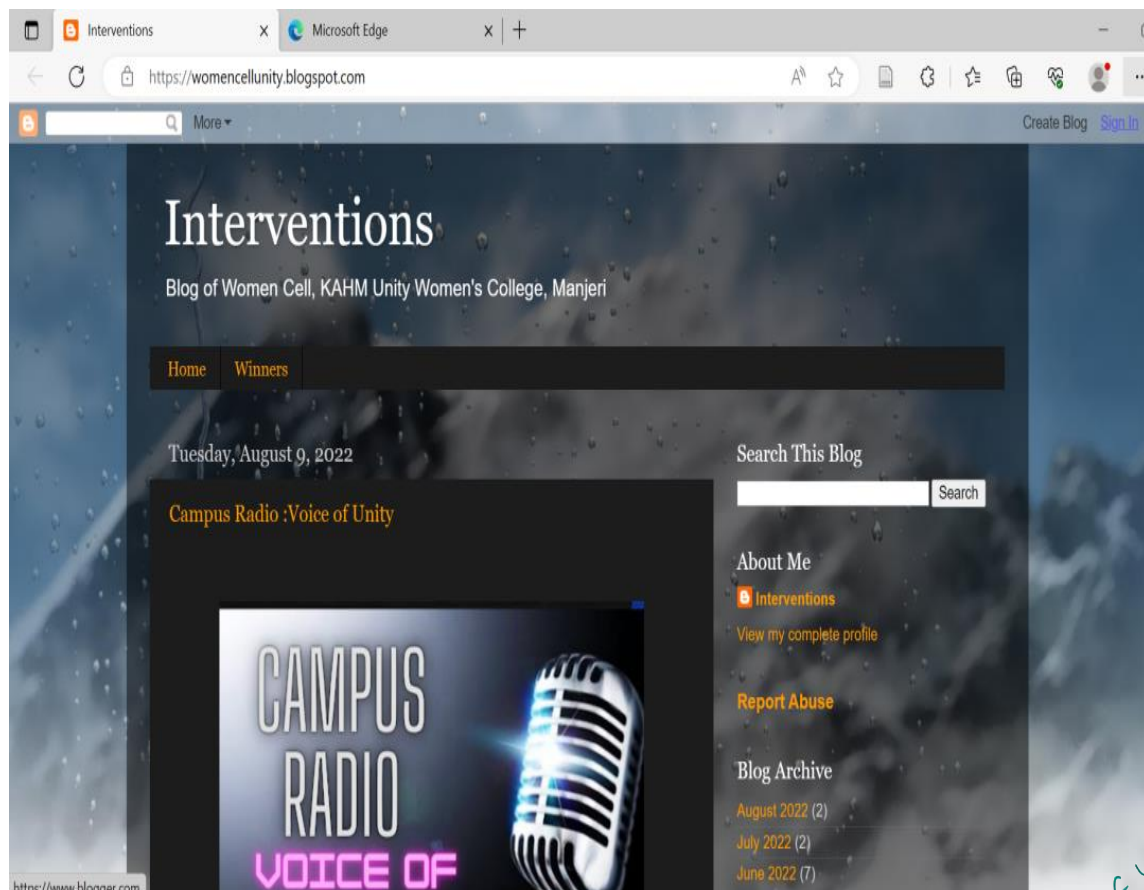 Interventions
Microsoft Edge
https://womencellunity.blogspot.com
More
Create Blog Sign In
Interventions
Blog of Women Cell, KAHM Unity Women's College, Manjeri
Home Winners
Tuesday, August 9, 2022
Campus Radio :Voice of Unity
CAMPUS
RADIO
VOICE OF
Search This Blog
Search
About Me
Interventions
View my complete profile
Report Abuse
Blog Archive
August 2022 (2)
July 2022 (2)
June 2022 (7)
https://www.blogger.com